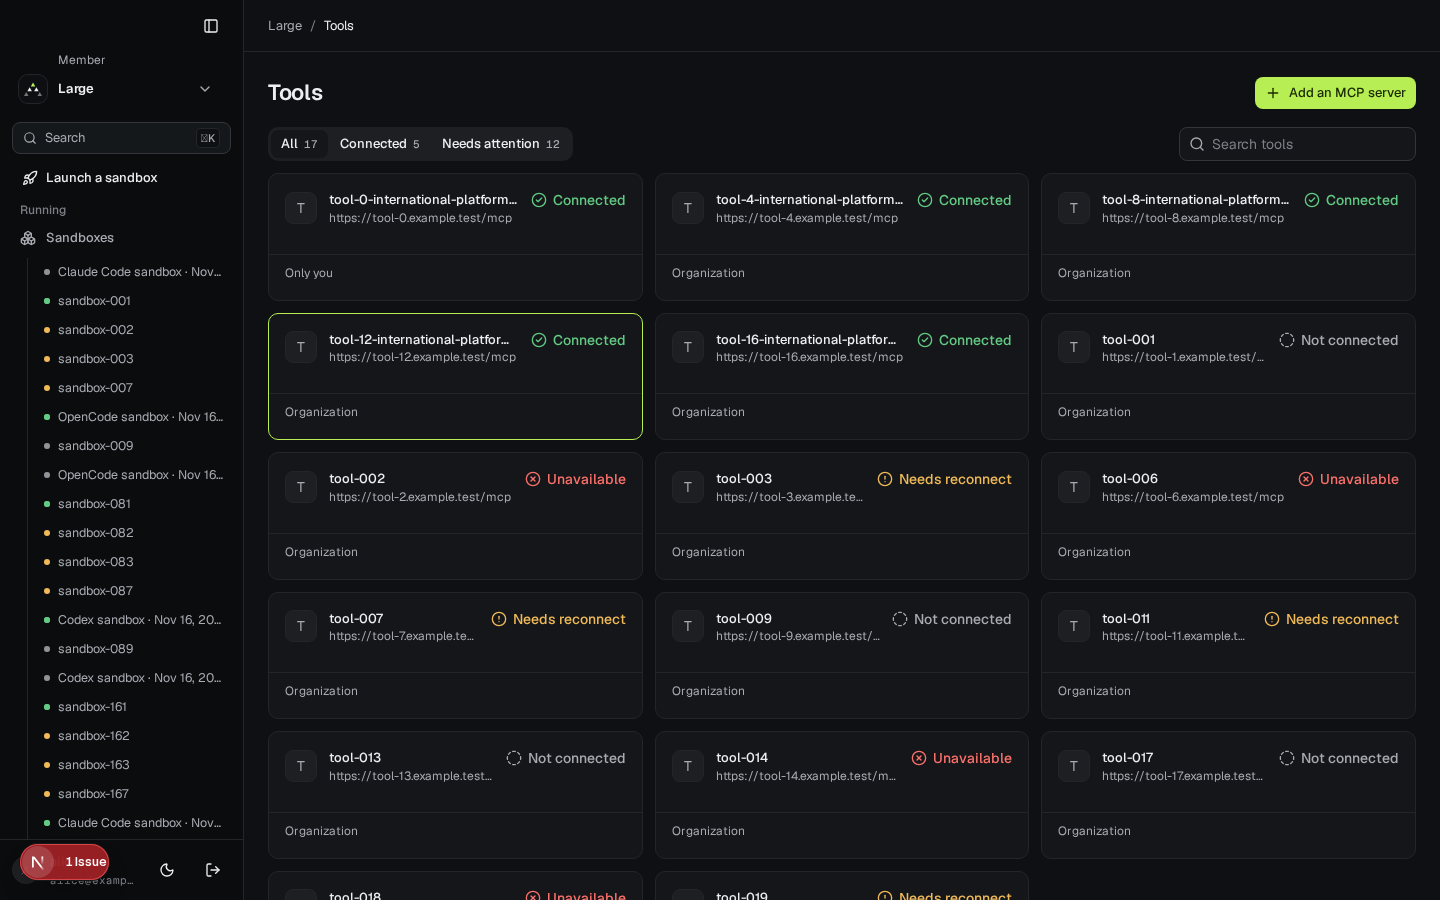 Large / Tools
Member
Large
Search ⌘K
Launch a sandbox
Running
Sandboxes
Claude Code sandbox · Nov…
sandbox-001
sandbox-002
sandbox-003
sandbox-007
OpenCode sandbox · Nov 16…
sandbox-009
OpenCode sandbox · Nov 16…
sandbox-081
sandbox-082
sandbox-083
sandbox-087
Codex sandbox · Nov 16, 20…
sandbox-089
Codex sandbox · Nov 16, 20…
sandbox-161
sandbox-162
sandbox-163
sandbox-167
Claude Code sandbox · Nov…
N 1 Issue
Tools
Add an MCP server
All 17 Connected 5 Needs attention 12
Search tools
T tool-0-international-platform… Connected
https://tool-0.example.test/mcp
Only you
T tool-4-international-platform… Connected
https://tool-4.example.test/mcp
Organization
T tool-8-international-platform… Connected
https://tool-8.example.test/mcp
Organization
T tool-12-international-platfor… Connected
https://tool-12.example.test/mcp
Organization
T tool-16-international-platfor… Connected
https://tool-16.example.test/mcp
Organization
T tool-001 Not connected
https://tool-1.example.test/…
Organization
T tool-002 Unavailable
https://tool-2.example.test/mcp
Organization
T tool-003 Needs reconnect
https://tool-3.example.te…
Organization
T tool-006 Unavailable
https://tool-6.example.test/mcp
Organization
T tool-007 Needs reconnect
https://tool-7.example.te…
Organization
T tool-009 Not connected
https://tool-9.example.test/…
Organization
T tool-011 Needs reconnect
https://tool-11.example.t…
Organization
T tool-013 Not connected
https://tool-13.example.test…
Organization
T tool-014 Unavailable
https://tool-14.example.test/m…
Organization
T tool-017 Not connected
https://tool-17.example.test…
Organization
tool-018 Unavailable
tool-019 Needs reconnect